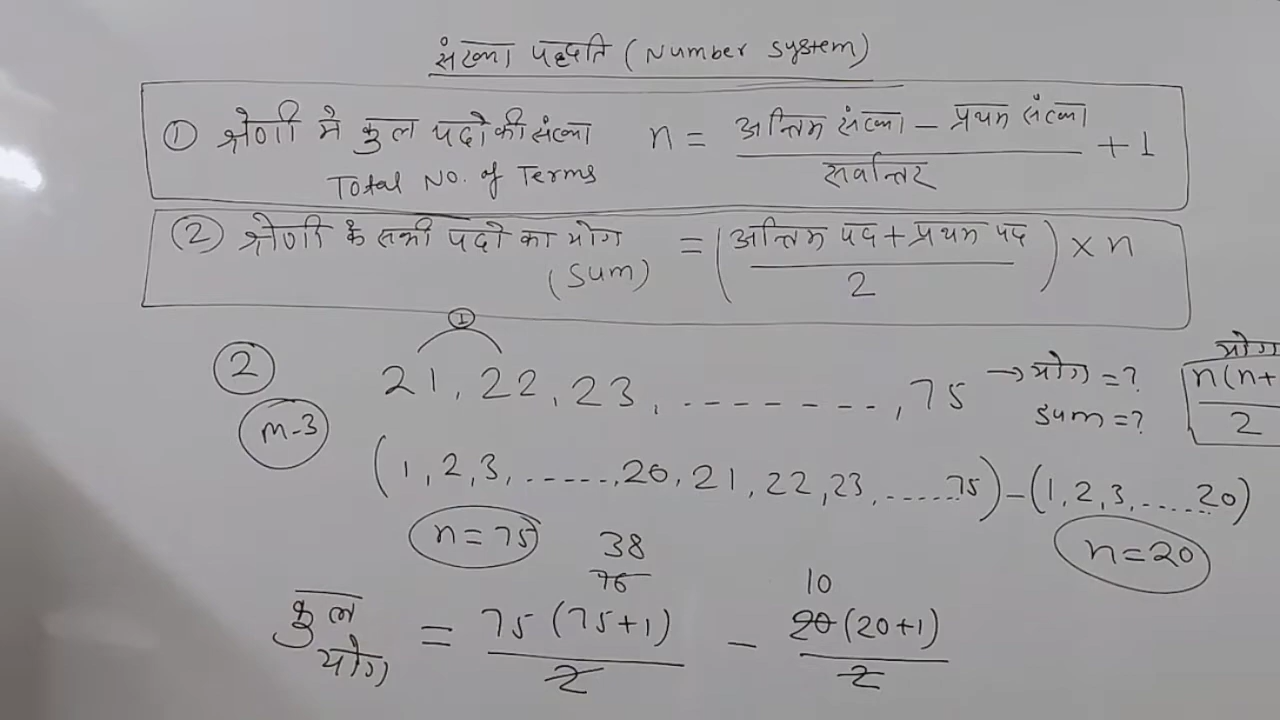 संख्या पद्धति (Number system)
① श्रेणी में कुल पदों की संख्या n = अन्तिम संख्या - प्रथम संख्या / सर्वान्तर + 1
Total No. of Terms
② श्रेणी के सभी पदों का योग = (अन्तिम पद + प्रथम पद / 2) × n
(Sum)
①
② 21, 22, 23, --------, 75 → योग = ?
sum = ?
योग
n(n+
2
m-3
(1, 2, 3, ......, 20, 21, 22, 23, ......75) - (1, 2, 3, ......20)
n = 75
n = 20
38
76
10
कुल योग = 75 (75+1) / 2 - 20 (20+1) / 2